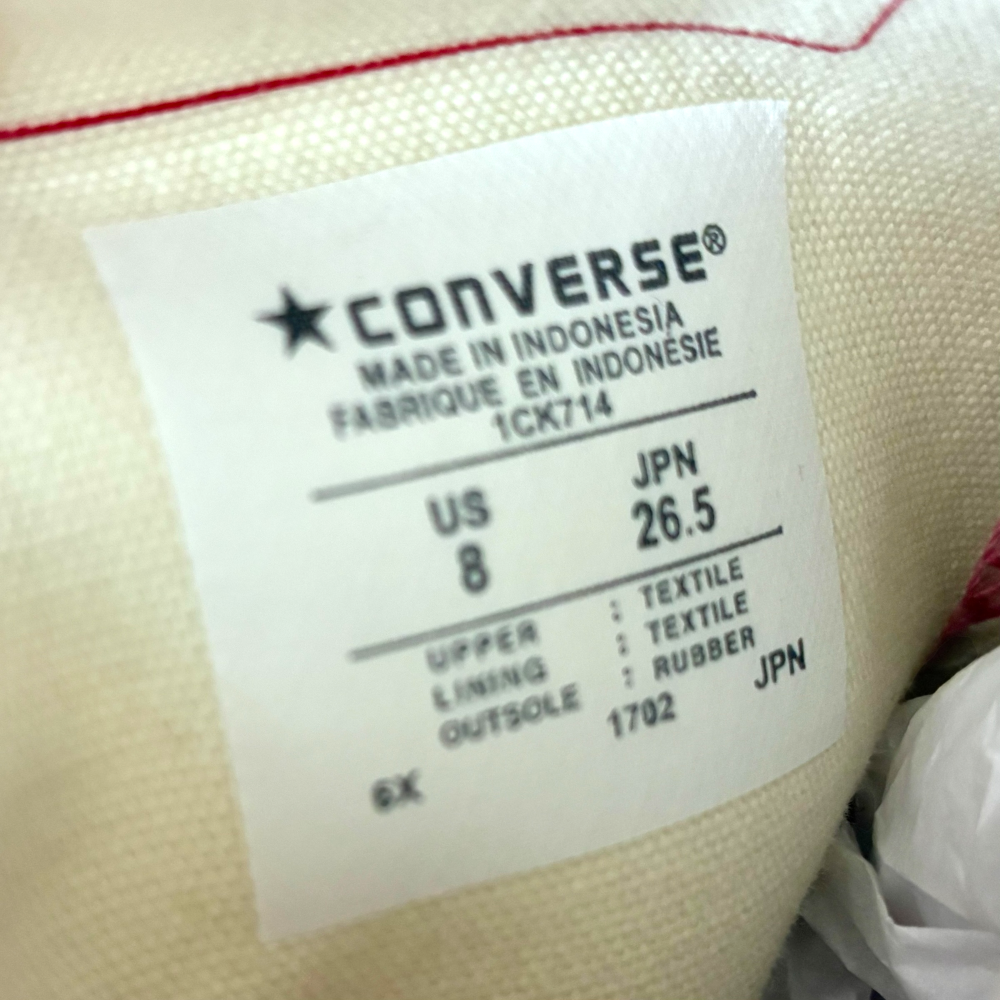 ★CONVERSE®
MADE IN INDONESIA
FABRIQUE EN INDONÉSIE
1CK714
US JPN
8 26.5
UPPER : TEXTILE
LINING : TEXTILE
OUTSOLE : RUBBER
1702 JPN
6X